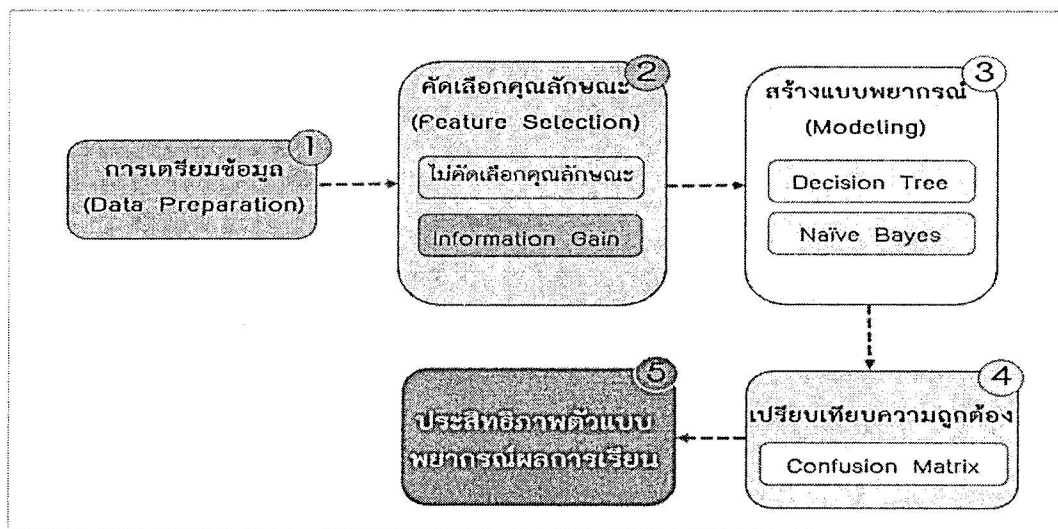 1
การเตรียมข้อมูล
(Data Preparation)
2
คัดเลือกคุณลักษณะ
(Feature Selection)
ไม่คัดเลือกคุณลักษณะ
Information Gain
3
สร้างแบบพยากรณ์
(Modeling)
Decision Tree
Naïve Bayes
4
เปรียบเทียบความถูกต้อง
Confusion Matrix
5
ประสิทธิภาพตัวแบบ
พยากรณ์ผลการเรียน